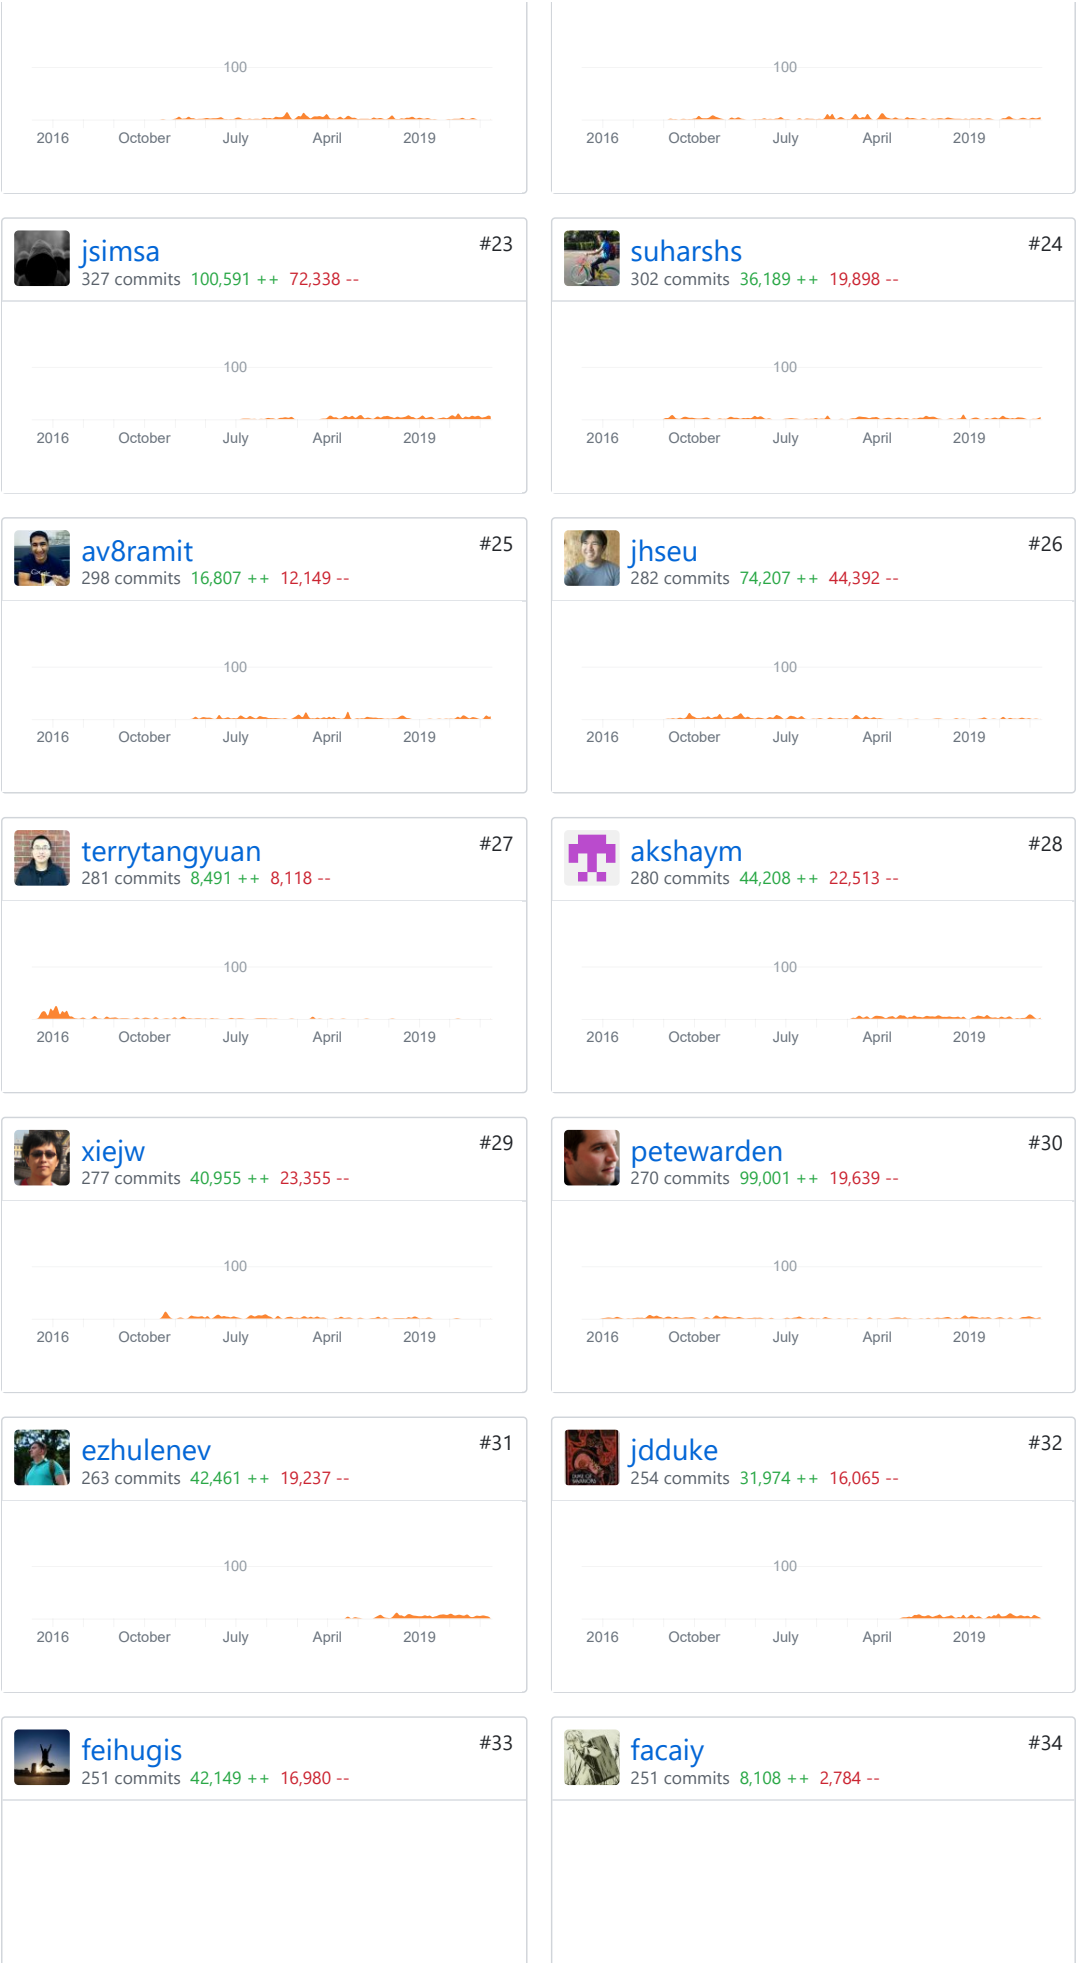 100
2016 October July April 2019
100
2016 October July April 2019
jsimsa #23
327 commits 100,591 ++ 72,338 --
100
2016 October July April 2019
suharshs #24
302 commits 36,189 ++ 19,898 --
100
2016 October July April 2019
av8ramit #25
298 commits 16,807 ++ 12,149 --
100
2016 October July April 2019
jhseu #26
282 commits 74,207 ++ 44,392 --
100
2016 October July April 2019
terrytangyuan #27
281 commits 8,491 ++ 8,118 --
100
2016 October July April 2019
akshaym #28
280 commits 44,208 ++ 22,513 --
100
2016 October July April 2019
xiejw #29
277 commits 40,955 ++ 23,355 --
100
2016 October July April 2019
petewarden #30
270 commits 99,001 ++ 19,639 --
100
2016 October July April 2019
ezhulenev #31
263 commits 42,461 ++ 19,237 --
100
2016 October July April 2019
jdduke #32
254 commits 31,974 ++ 16,065 --
100
2016 October July April 2019
feihugis #33
251 commits 42,149 ++ 16,980 --
facaiy #34
251 commits 8,108 ++ 2,784 --